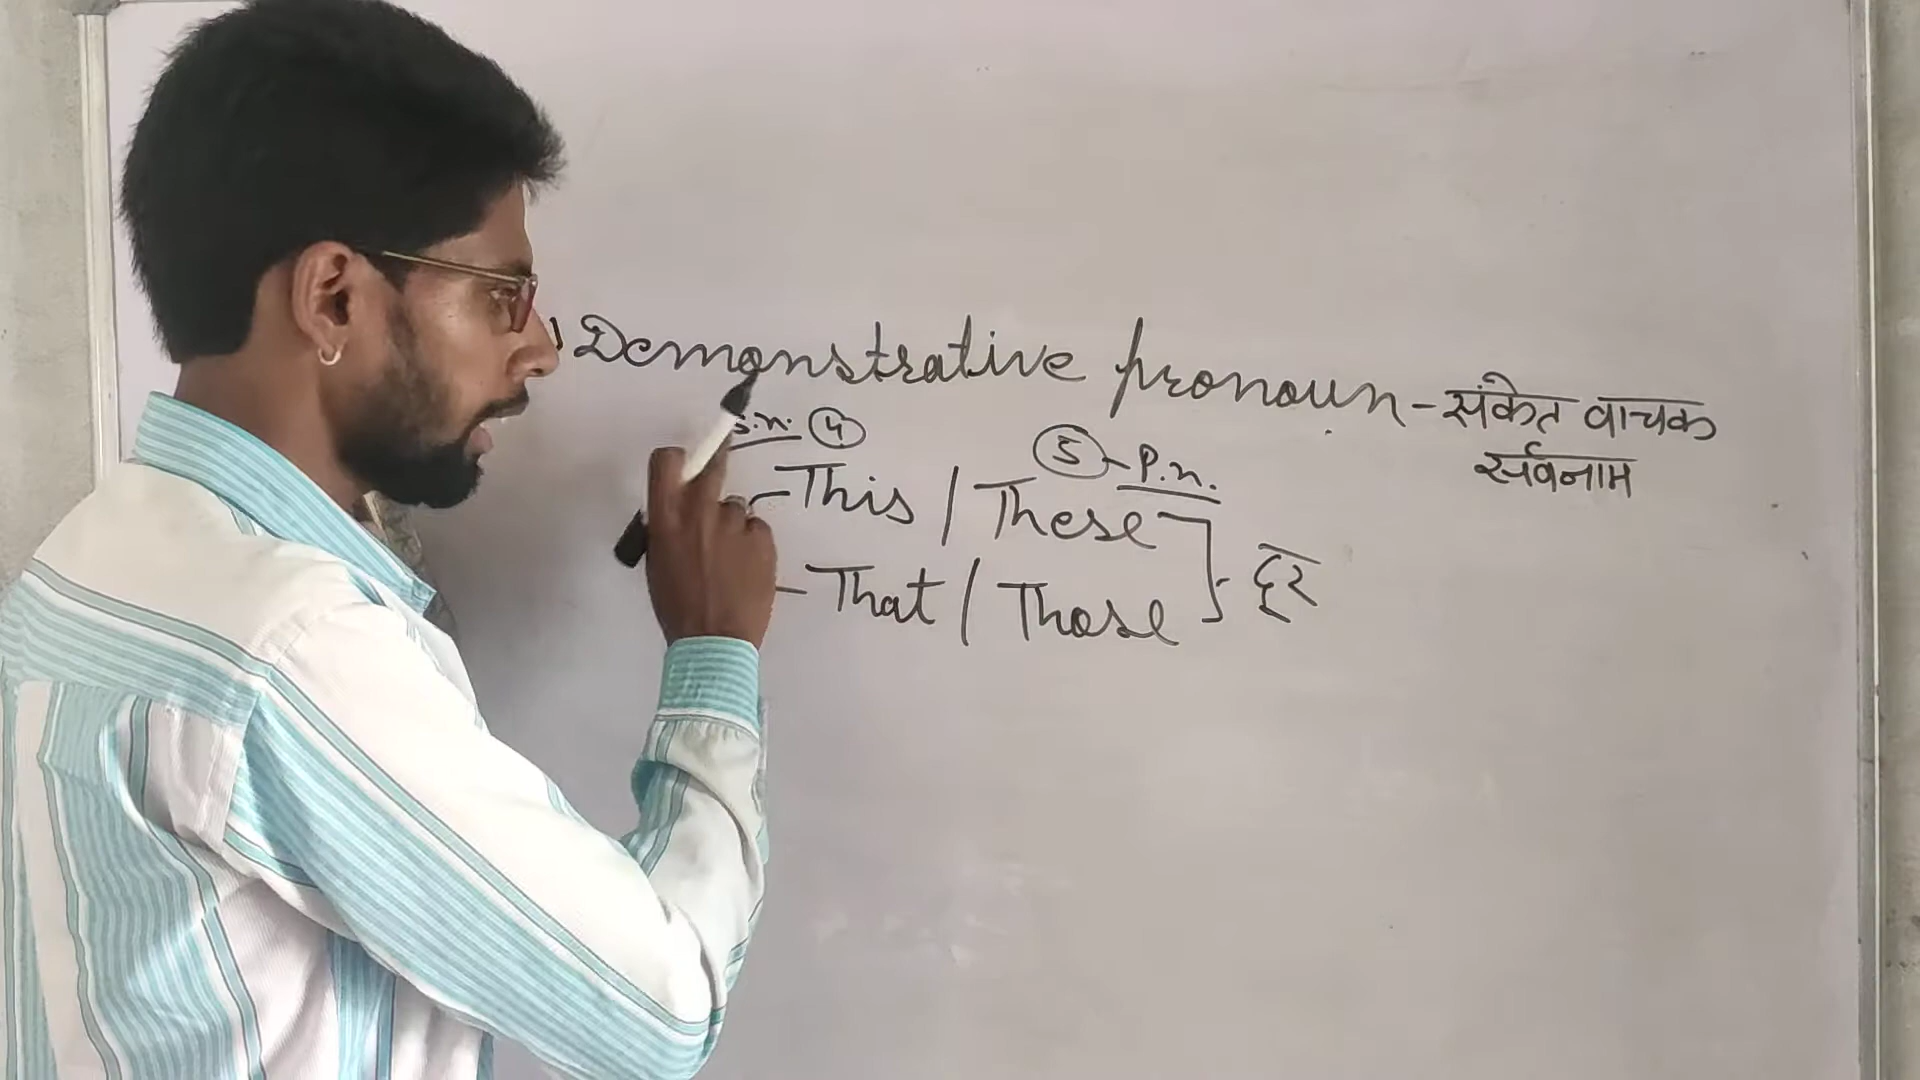 Demonstrative pronoun - संकेत वाचक
सर्वनाम
s.n. 4
5 - P.n.
- This / These
- That / Those ] - दूर